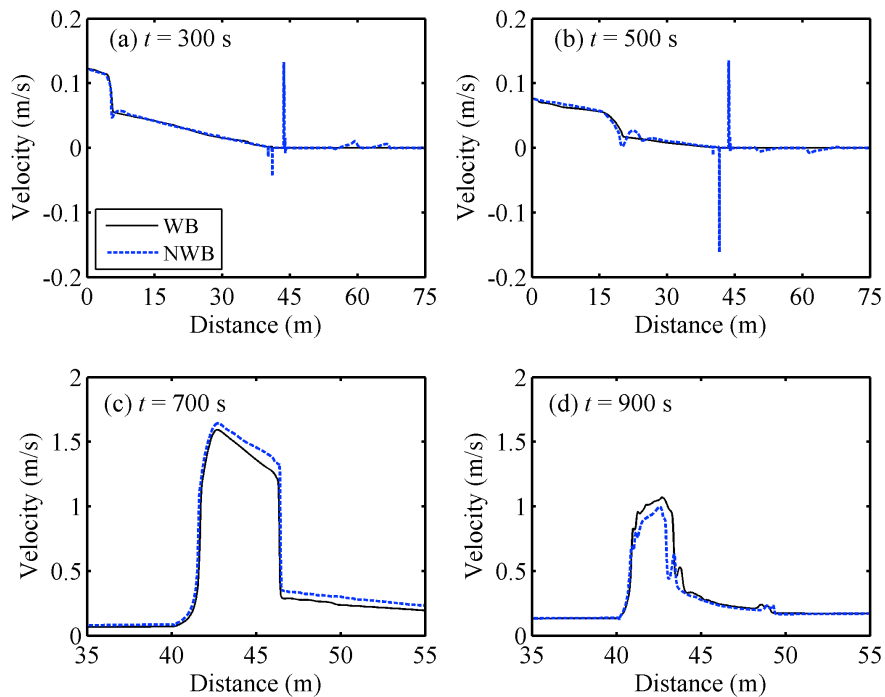 (a) t = 300 s
Velocity (m/s)
0.2
0.1
0
-0.1
-0.2
WB
NWB
0 15 30 45 60 75
Distance (m)
(b) t = 500 s
Velocity (m/s)
0.2
0.1
0
-0.1
-0.2
0 15 30 45 60 75
Distance (m)
(c) t = 700 s
Velocity (m/s)
2
1.5
1
0.5
0
35 40 45 50 55
Distance (m)
(d) t = 900 s
Velocity (m/s)
2
1.5
1
0.5
0
35 40 45 50 55
Distance (m)